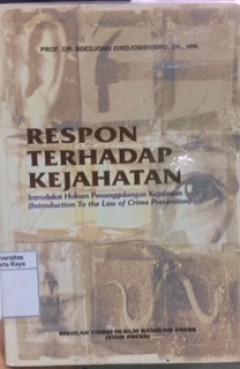 PROF. DR. SOEDJONO DIRDJOSISWORO, SH., MM.
RESPON
TERHADAP
KEJAHATAN
Introduksi Hukum Penanggulangan Kejahatan
(Introduction To the Law of Crime Prevention)
SEKOLAH TINGGI HUKUM BANDUNG PRESS
(STHB PRESS)